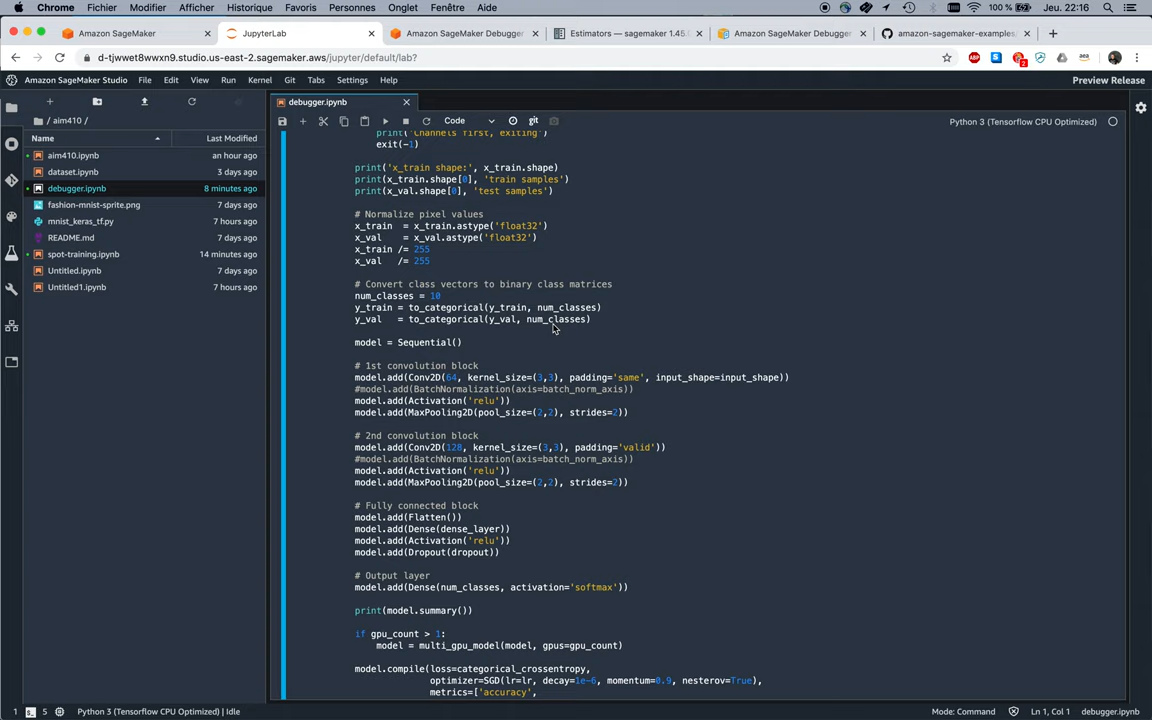 Chrome Fichier Modifier Afficher Historique Favoris Personnes Onglet Fenêtre Aide 100 % Jeu. 22:16
Amazon SageMaker
JupyterLab
Amazon SageMaker Debugger
Estimators — sagemaker 1.45.
Amazon SageMaker Debugger
amazon-sagemaker-examples/
d-tjwwet8wwxn9.studio.us-east-2.sagemaker.aws/jupyter/default/lab?
Amazon SageMaker Studio File Edit View Run Kernel Git Tabs Settings Help Preview Release
debugger.ipynb
Code git Python 3 (Tensorflow CPU Optimized)
/ aim410 /
Name Last Modified
aim410.ipynb an hour ago
dataset.ipynb 3 days ago
debugger.ipynb 8 minutes ago
fashion-mnist-sprite.png 7 days ago
mnist_keras_tf.py 7 hours ago
README.md 7 days ago
spot-training.ipynb 14 minutes ago
Untitled.ipynb 7 days ago
Untitled1.ipynb 7 hours ago
print('Channels first, exiting')
exit(-1)
print('x_train shape:', x_train.shape)
print(x_train.shape[0], 'train samples')
print(x_val.shape[0], 'test samples')
# Normalize pixel values
x_train = x_train.astype('float32')
x_val = x_val.astype('float32')
x_train /= 255
x_val /= 255
# Convert class vectors to binary class matrices
num_classes = 10
y_train = to_categorical(y_train, num_classes)
y_val = to_categorical(y_val, num_classes)
model = Sequential()
# 1st convolution block
model.add(Conv2D(64, kernel_size=(3,3), padding='same', input_shape=input_shape))
#model.add(BatchNormalization(axis=batch_norm_axis))
model.add(Activation('relu'))
model.add(MaxPooling2D(pool_size=(2,2), strides=2))
# 2nd convolution block
model.add(Conv2D(128, kernel_size=(3,3), padding='valid'))
#model.add(BatchNormalization(axis=batch_norm_axis))
model.add(Activation('relu'))
model.add(MaxPooling2D(pool_size=(2,2), strides=2))
# Fully connected block
model.add(Flatten())
model.add(Dense(dense_layer))
model.add(Activation('relu'))
model.add(Dropout(dropout))
# Output layer
model.add(Dense(num_classes, activation='softmax'))
print(model.summary())
if gpu_count > 1:
model = multi_gpu_model(model, gpus=gpu_count)
model.compile(loss=categorical_crossentropy,
optimizer=SGD(lr=lr, decay=1e-6, momentum=0.9, nesterov=True),
metrics=['accuracy',
1 5 Python 3 (Tensorflow CPU Optimized) | Idle Mode: Command Ln 1, Col 1 debugger.ipynb